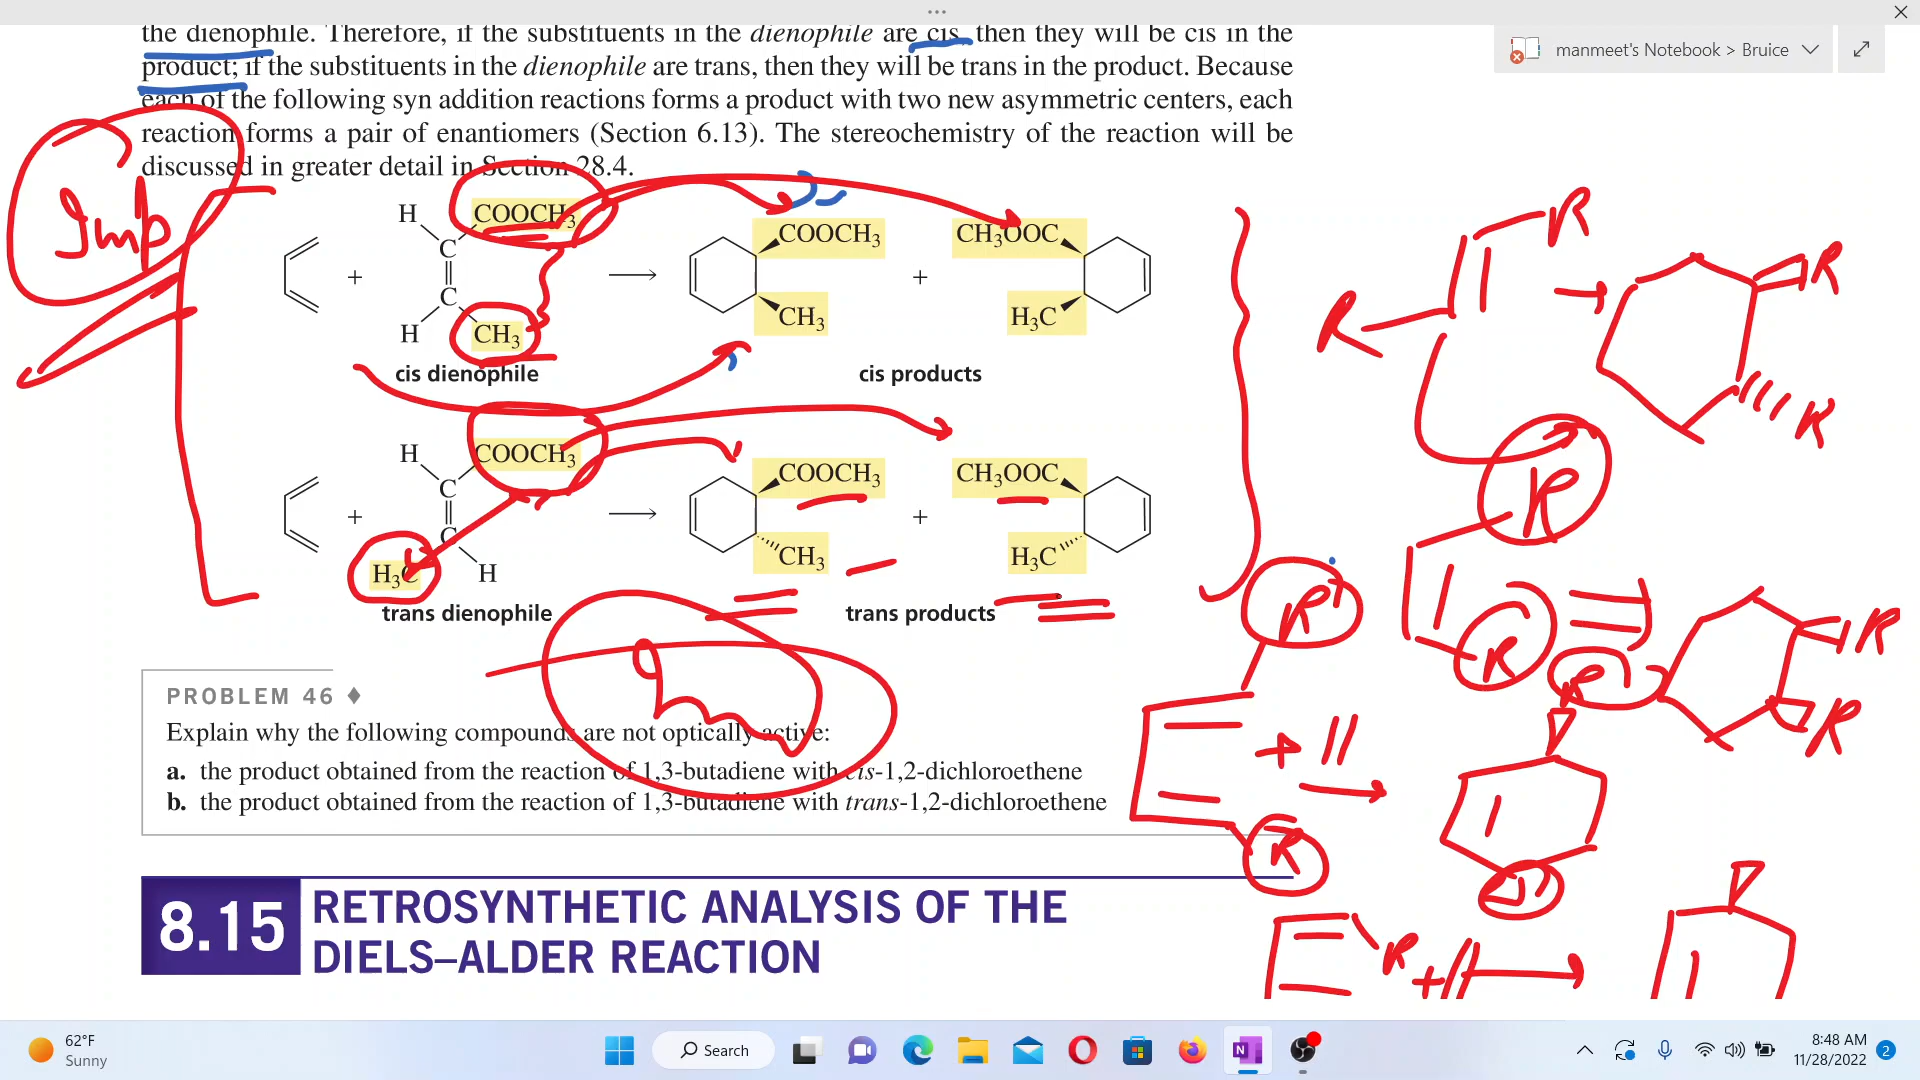 manmeet's Notebook > Bruice
the dienophile. Therefore, if the substituents in the dienophile are cis, then they will be cis in the
product; if the substituents in the dienophile are trans, then they will be trans in the product. Because
each of the following syn addition reactions forms a product with two new asymmetric centers, each
reaction forms a pair of enantiomers (Section 6.13). The stereochemistry of the reaction will be
discussed in greater detail in Section 28.4.
Imp
H COOCH₃
C
+
C
H CH₃
cis dienophile
COOCH₃
CH₃
+
CH₃OOC
H₃C
cis products
H COOCH₃
C
+
C
H₃C H
trans dienophile
COOCH₃
CH₃
+
CH₃OOC
H₃C
trans products
R
R
R
R
R
R
R
R
R
R
+
R
R
R
+
PROBLEM 46 ♦
Explain why the following compounds are not optically active:
a. the product obtained from the reaction of 1,3-butadiene with cis-1,2-dichloroethene
b. the product obtained from the reaction of 1,3-butadiene with trans-1,2-dichloroethene
8.15 RETROSYNTHETIC ANALYSIS OF THE
DIELS–ALDER REACTION
62°F
Sunny
Search
8:48 AM
11/28/2022
2